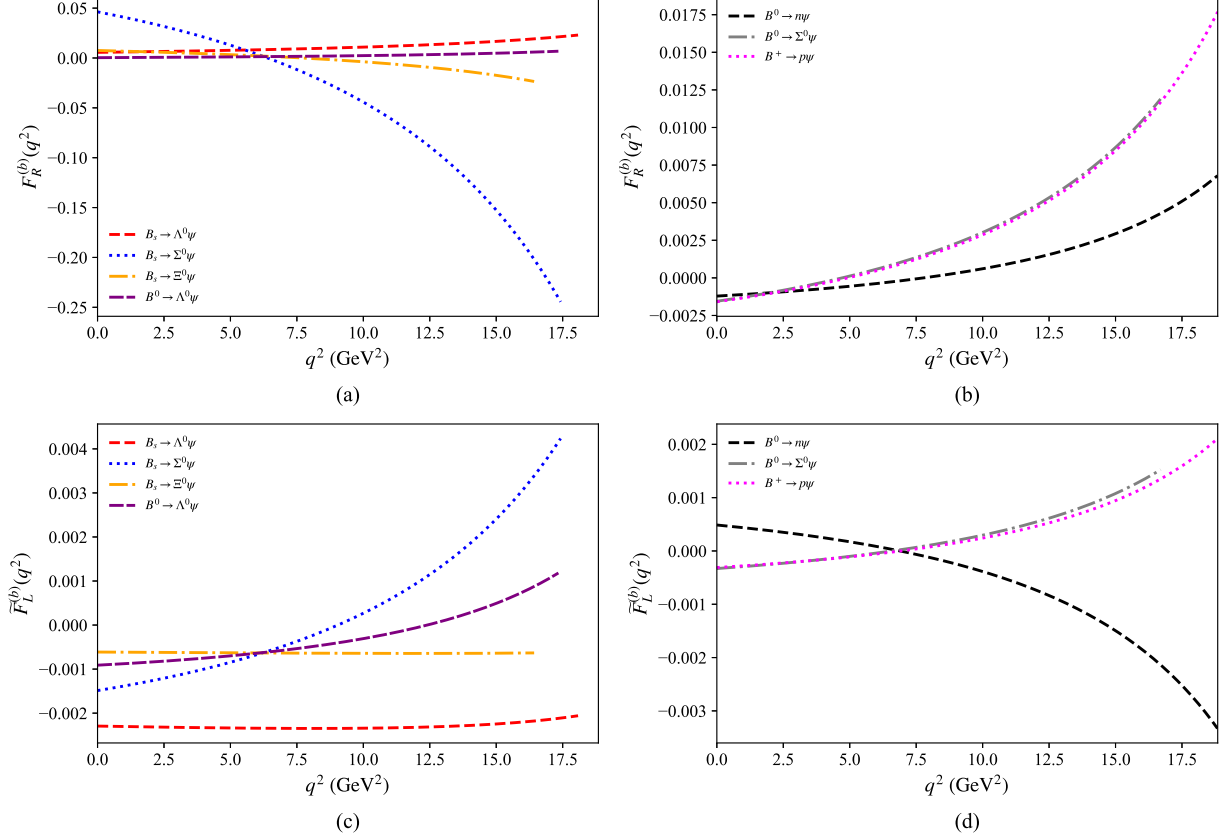 0.05
0.00
−0.05
−0.10
−0.15
−0.20
−0.25
F_R^{(b)}(q^2)
B_s → Λ^0ψ
B_s → Σ^0ψ
B_s → Ξ^0ψ
B^0 → Λ^0ψ
0.0 2.5 5.0 7.5 10.0 12.5 15.0 17.5
q^2 (GeV^2)
(a)
0.0175
0.0150
0.0125
0.0100
0.0075
0.0050
0.0025
0.0000
−0.0025
F_R^{(b)}(q^2)
B^0 → nψ
B^0 → Σ^0ψ
B^+ → pψ
0.0 2.5 5.0 7.5 10.0 12.5 15.0 17.5
q^2 (GeV^2)
(b)
0.004
0.003
0.002
0.001
0.000
−0.001
−0.002
F̃_L^{(b)}(q^2)
B_s → Λ^0ψ
B_s → Σ^0ψ
B_s → Ξ^0ψ
B^0 → Λ^0ψ
0.0 2.5 5.0 7.5 10.0 12.5 15.0 17.5
q^2 (GeV^2)
(c)
0.002
0.001
0.000
−0.001
−0.002
−0.003
F̃_L^{(b)}(q^2)
B^0 → nψ
B^0 → Σ^0ψ
B^+ → pψ
0.0 2.5 5.0 7.5 10.0 12.5 15.0 17.5
q^2 (GeV^2)
(d)